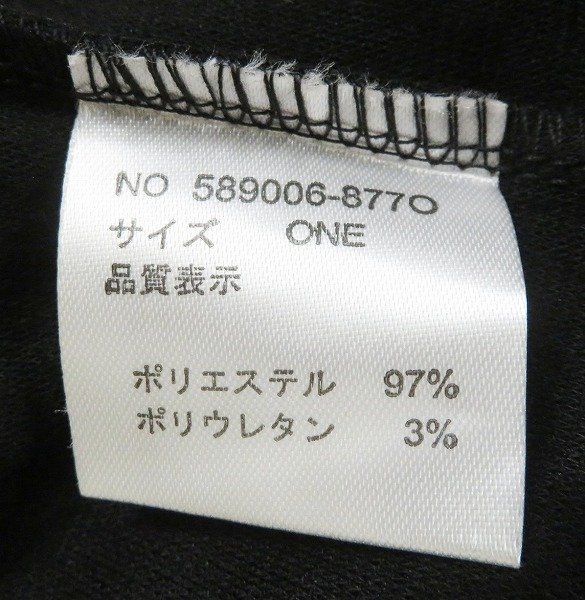 NO 589006-8770
サイズ ONE
品質表示
ポリエステル 97%
ポリウレタン 3%